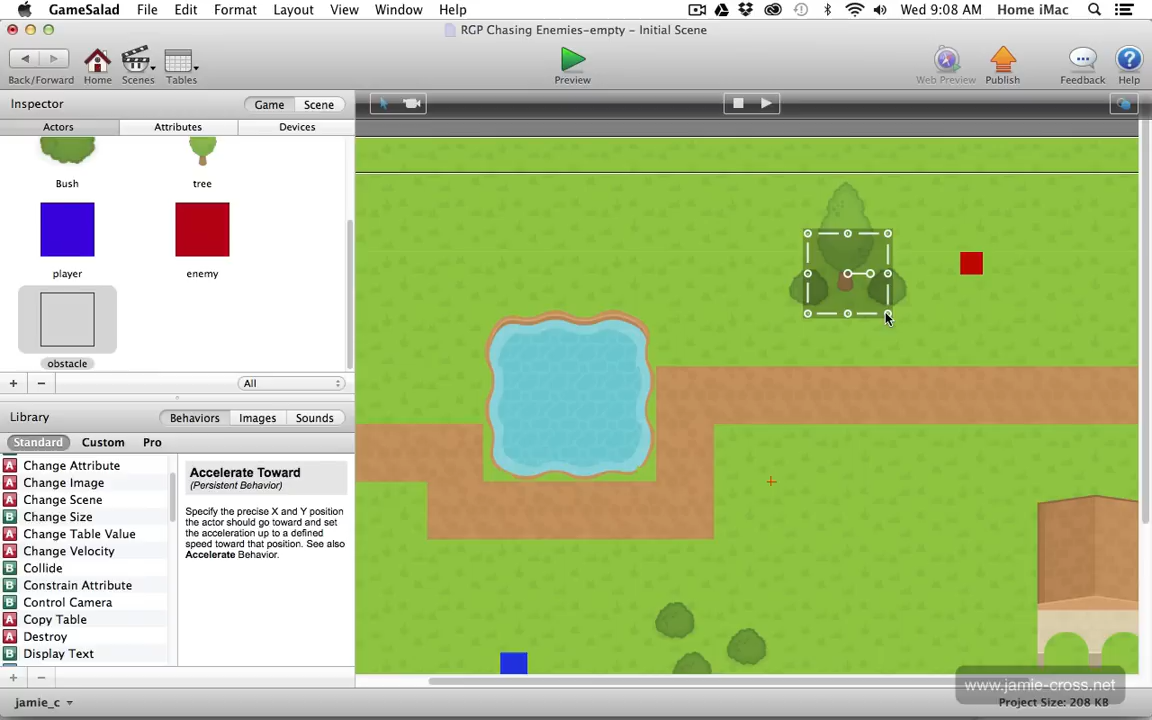 GameSalad File Edit Format Layout View Window Help Wed 9:08 AM Home iMac
RGP Chasing Enemies-empty - Initial Scene
Back/Forward Home Scenes Tables Preview Web Preview Publish Feedback Help
Inspector Game Scene
Actors Attributes Devices
Bush tree
player enemy
obstacle
+ − All
Library Behaviors Images Sounds
Standard Custom Pro
A Change Attribute
A Change Image
A Change Scene
B Change Size
A Change Table Value
A Change Velocity
B Collide
B Constrain Attribute
B Control Camera
A Copy Table
A Destroy
B Display Text
Accelerate Toward
(Persistent Behavior)
Specify the precise X and Y position
the actor should go toward and set
the acceleration up to a defined
speed toward that position. See also
Accelerate Behavior.
+ −
www.jamie-cross.net
jamie_c Project Size: 208 KB